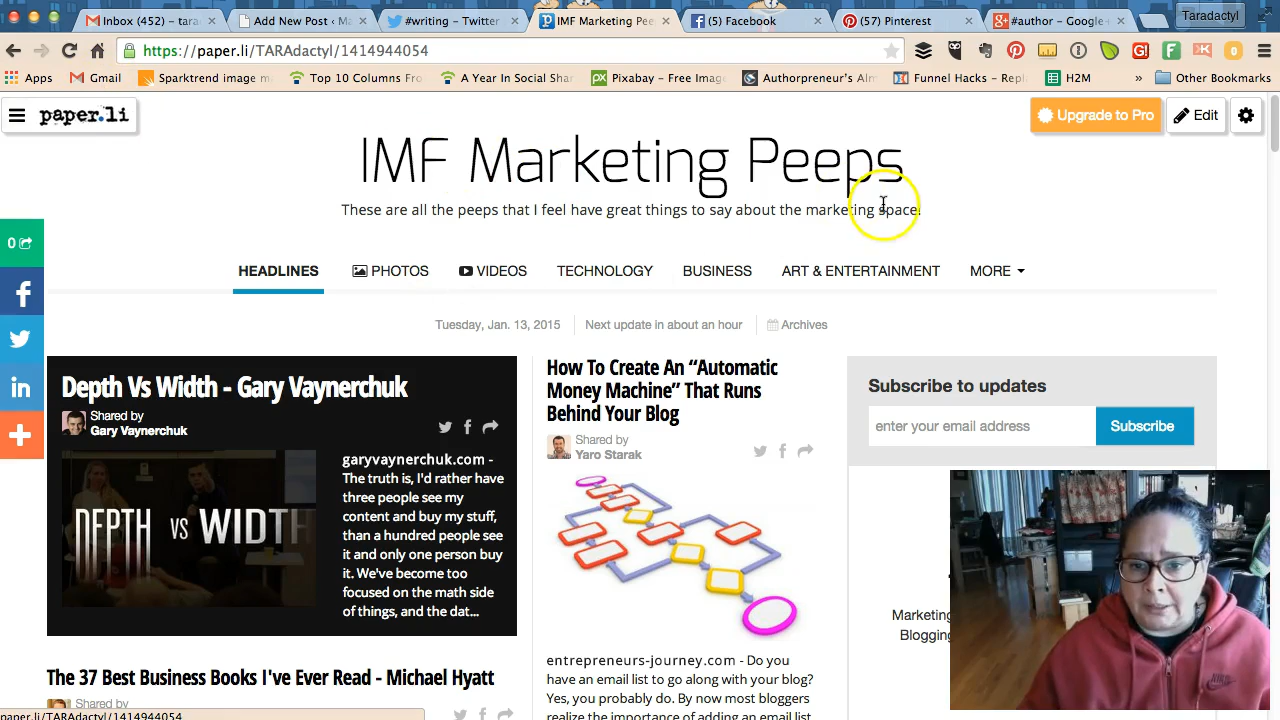 Inbox (452) – tara
Add New Post ‹ Ma
#writing – Twitter
IMF Marketing Pee
(5) Facebook
(57) Pinterest
#author – Google+
Taradactyl
https://paper.li/TARAdactyl/1414944054
Apps
Gmail
Sparktrend image m
Top 10 Columns Fro
A Year In Social Shar
Pixabay - Free Imag
Authorpreneur's Alm
Funnel Hacks - Repl
H2M
»
Other Bookmarks
paper.li
Upgrade to Pro
Edit
IMF Marketing Peeps
These are all the peeps that I feel have great things to say about the marketing space!
0
HEADLINES
PHOTOS
VIDEOS
TECHNOLOGY
BUSINESS
ART & ENTERTAINMENT
MORE
Tuesday, Jan. 13, 2015
Next update in about an hour
Archives
Depth Vs Width - Gary Vaynerchuk
Shared by
Gary Vaynerchuk
DEPTH VS WIDTH
garyvaynerchuk.com -
The truth is, I'd rather have
three people see my
content and buy my stuff,
than a hundred people see
it and only one person buy
it. We've become too
focused on the math side
of things, and the dat...
The 37 Best Business Books I've Ever Read - Michael Hyatt
How To Create An “Automatic
Money Machine” That Runs
Behind Your Blog
Shared by
Yaro Starak
entrepreneurs-journey.com - Do you
have an email list to go along with your blog?
Yes, you probably do. By now most bloggers
realize the importance of adding an email list
Subscribe to updates
enter your email address
Subscribe
Marketing
Blogging
paper.li/TARAdactyl/1414944054